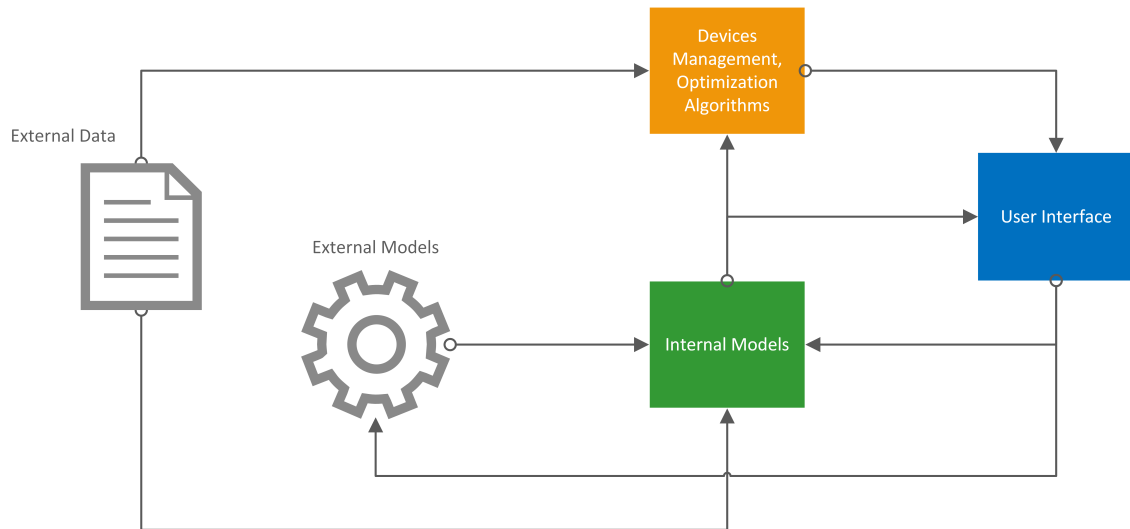 Devices
Management,
Optimization
Algorithms
External Data
User Interface
External Models
Internal Models